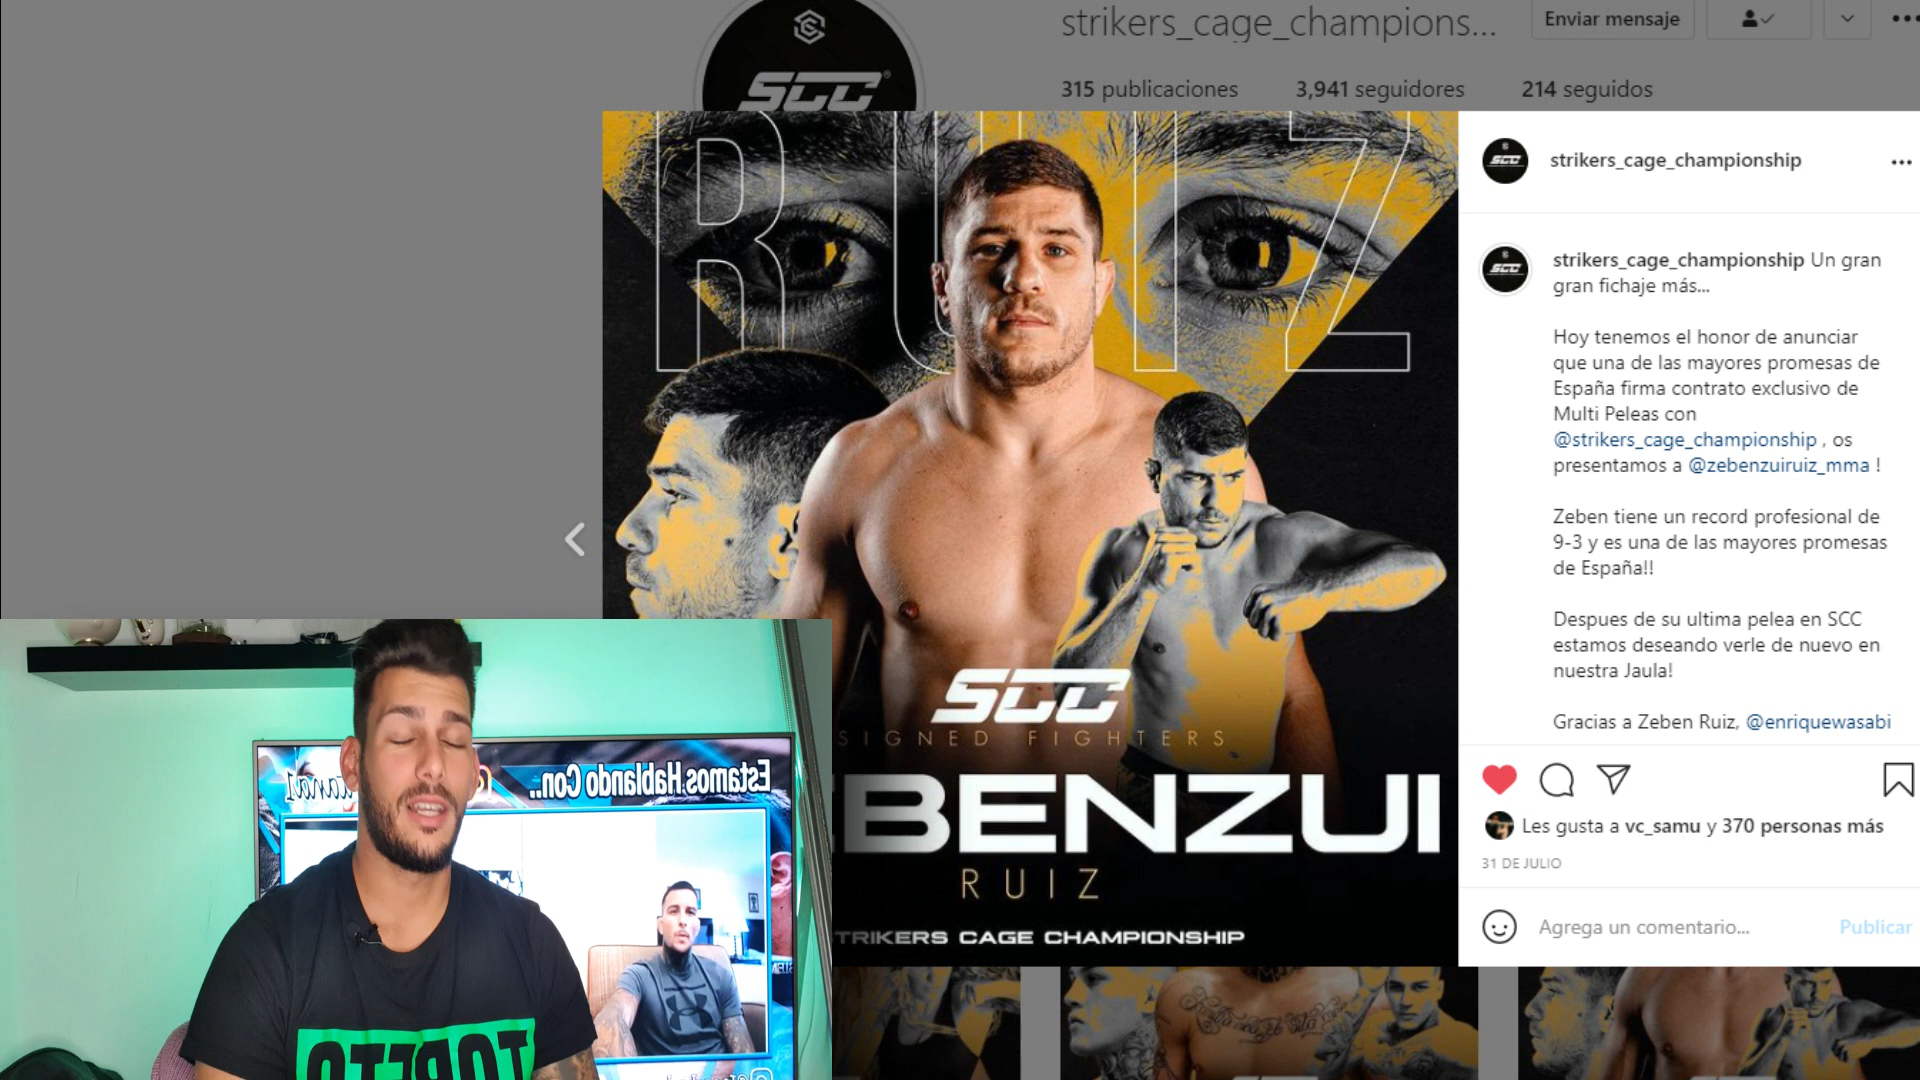 strikers_cage_champions...
Enviar mensaje
315 publicaciones 3,941 seguidores 214 seguidos
SCC
RUIZ
SCC
SIGNED FIGHTERS
EBENZUI
RUIZ
TRIKERS CAGE CHAMPIONSHIP
strikers_cage_championship
strikers_cage_championship Un gran
gran fichaje más...
Hoy tenemos el honor de anunciar
que una de las mayores promesas de
España firma contrato exclusivo de
Multi Peleas con
@strikers_cage_championship , os
presentamos a @zebenzuiruiz_mma !
Zeben tiene un record profesional de
9-3 y es una de las mayores promesas
de España!!
Despues de su ultima pelea en SCC
estamos deseando verle de nuevo en
nuestra Jaula!
Gracias a Zeben Ruiz, @enriquewasabi
Les gusta a vc_samu y 370 personas más
31 DE JULIO
Agrega un comentario... Publicar
Estamos Hablando Con..
TORETO